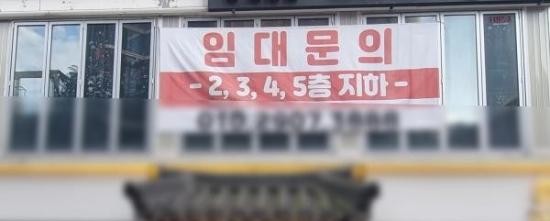 임대문의
- 2, 3, 4, 5층 지하 -